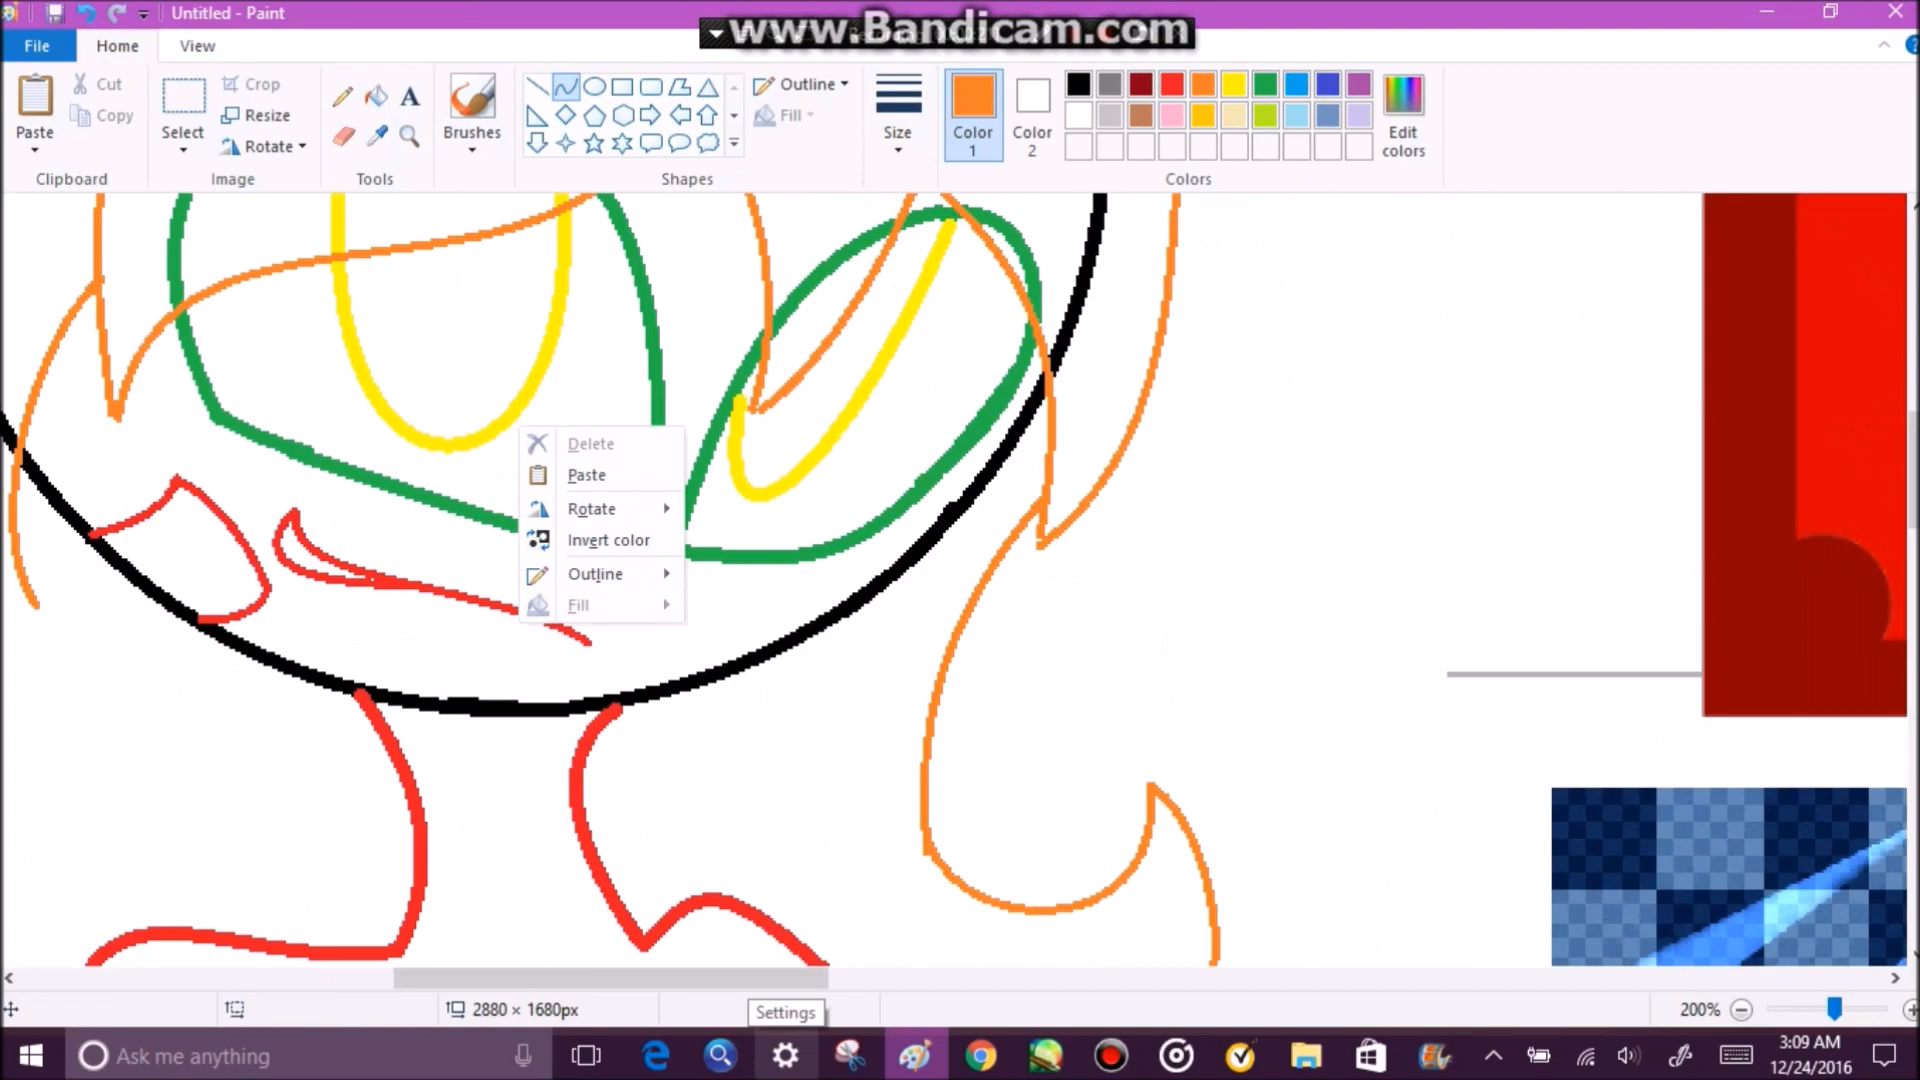 Untitled - Paint
www.Bandicam.com
File
Home
View
Paste
Cut
Copy
Clipboard
Select
Crop
Resize
Rotate
Image
A
Tools
Brushes
Outline
Fill
Shapes
Size
Color
1
Color
2
Edit
colors
Colors
Delete
Paste
Rotate
Invert color
Outline
Fill
2880 × 1680px
Settings
200%
Ask me anything
3:09 AM
12/24/2016